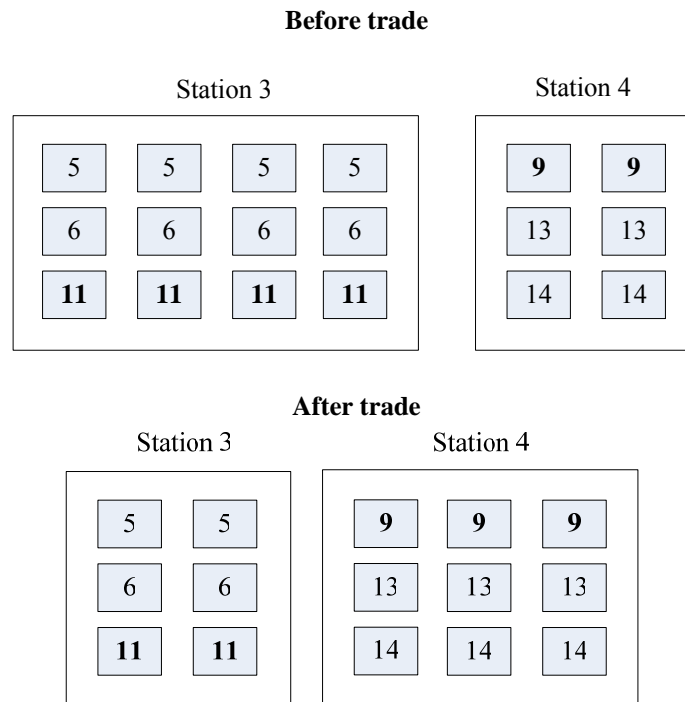 Before trade
Station 3 Station 4
5 5 5 5 9 9
6 6 6 6 13 13
11 11 11 11 14 14
After trade
Station 3 Station 4
5 5 9 9 9
6 6 13 13 13
11 11 14 14 14